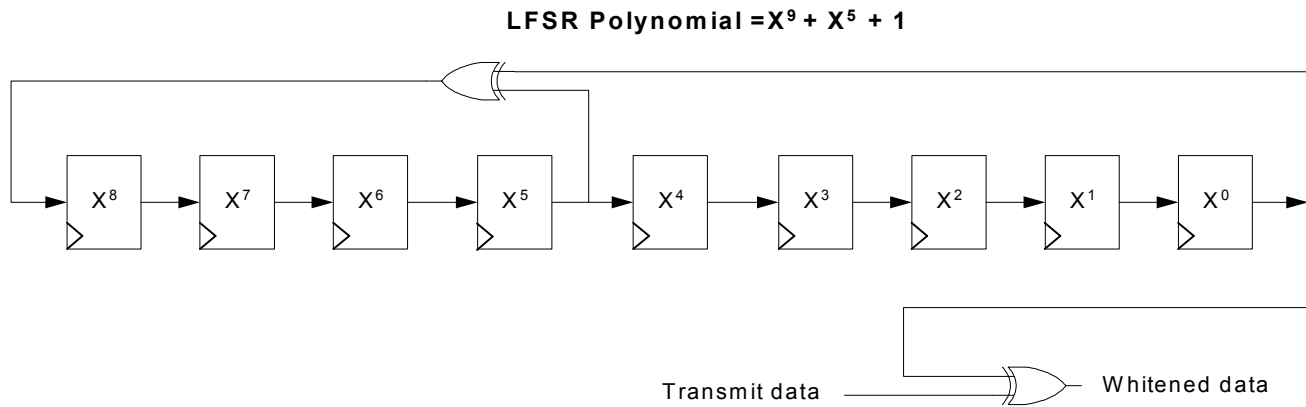 LFSR Polynomial =X⁹ + X⁵ + 1
X⁸ X⁷ X⁶ X⁵ X⁴ X³ X² X¹ X⁰
Transmit data
Whitened data